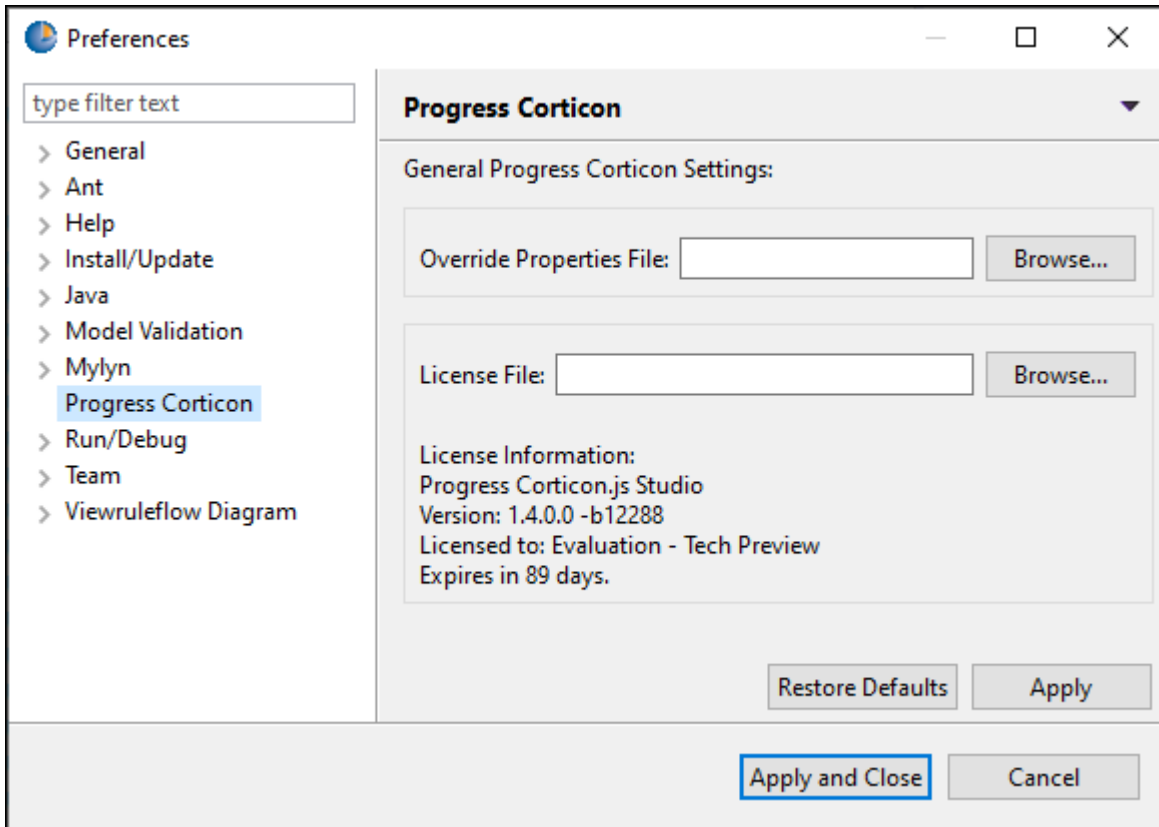 Preferences
type filter text
General
Ant
Help
Install/Update
Java
Model Validation
Mylyn
Progress Corticon
Run/Debug
Team
Viewruleflow Diagram
Progress Corticon
General Progress Corticon Settings:
Override Properties File:
Browse...
License File:
Browse...
License Information:
Progress Corticon.js Studio
Version: 1.4.0.0 -b12288
Licensed to: Evaluation - Tech Preview
Expires in 89 days.
Restore Defaults
Apply
Apply and Close
Cancel